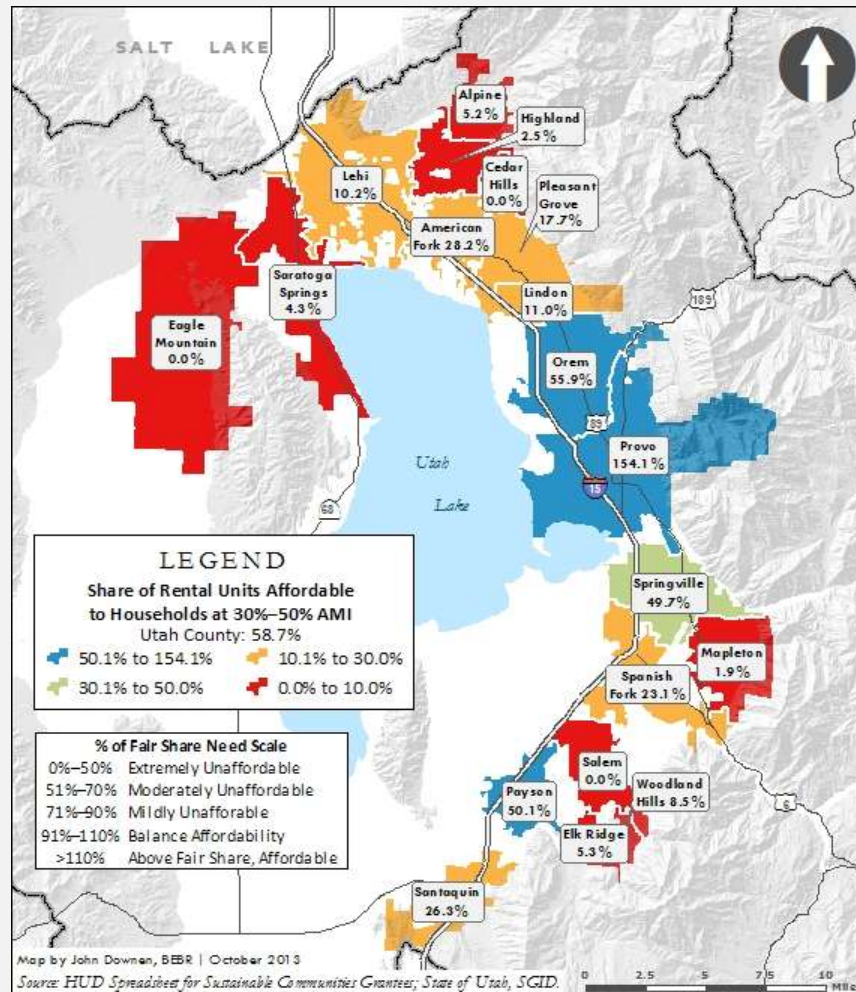 SALT LAKE
Alpine
5.2%
Highland
2.5%
Cedar
Hills
0.0%
Pleasant
Grove
17.7%
Lehi
10.2%
American
Fork 28.2%
Saratoga
Springs
4.3%
Lindon
11.0%
189
Eagle
Mountain
0.0%
Orem
55.9%
89
Provo
154.1%
15
Utah
Lake
68
LEGEND
Share of Rental Units Affordable
to Households at 30%–50% AMI
Utah County: 58.7%
50.1% to 154.1%
10.1% to 30.0%
30.1% to 50.0%
0.0% to 10.0%
Springville
49.7%
Mapleton
1.9%
Spanish
Fork 23.1%
% of Fair Share Need Scale
0%–50% Extremely Unaffordable
51%–70% Moderately Unaffordable
71%–90% Mildly Unafforable
91%–110% Balance Affordability
>110% Above Fair Share, Affordable
Salem
0.0%
Woodland
Hills 8.5%
Payson
50.1%
Elk Ridge
5.3%
6
Santaquin
26.3%
Map by John Downen, BEBR | October 2013
Source: HUD Spreadsheet for Sustainable Communities Grantees; State of Utah, SGID.
0 2.5 5 7.5 10
Miles